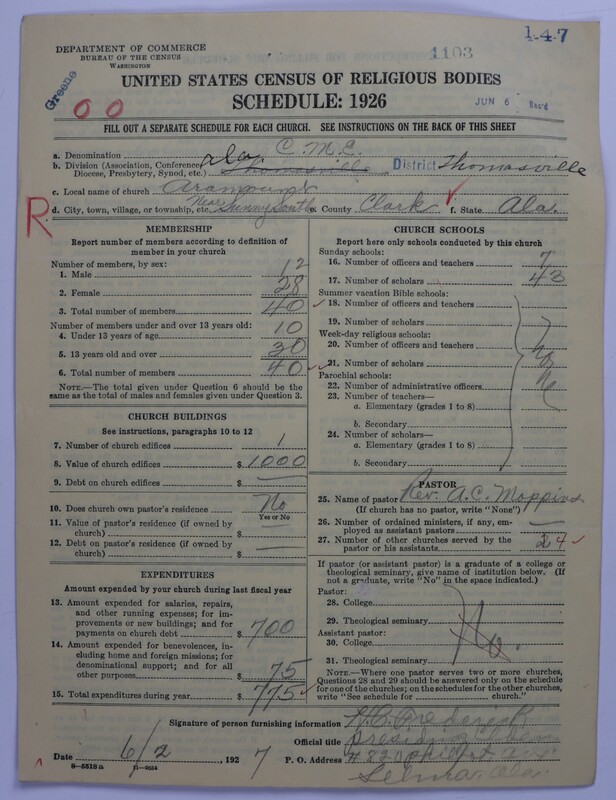 DEPARTMENT OF COMMERCE
BUREAU OF THE CENSUS
WASHINGTON
1103
1-4-7
Greene
00
UNITED STATES CENSUS OF RELIGIOUS BODIES
SCHEDULE: 1926
JUN 6 Rec'd
FILL OUT A SEPARATE SCHEDULE FOR EACH CHURCH. SEE INSTRUCTIONS ON THE BACK OF THIS SHEET
a. Denomination C. M. E.
b. Division (Association, Conference, Diocese, Presbytery, Synod, etc.) Ala. Thomasville District Thomasville
c. Local name of church
d. City, town, village, or township, etc. Near Sunny South e. County Clark f. State Ala.
R
MEMBERSHIP
Report number of members according to definition of
member in your church
Number of members, by sex:
1. Male 12
2. Female 28
3. Total number of members 40
Number of members under and over 13 years old:
4. Under 13 years of age 10
5. 13 years old and over 30
6. Total number of members 40
NOTE.—The total given under Question 6 should be
the same as total of males and females given under Question 3.
CHURCH BUILDINGS
See instructions, paragraphs 10 to 12
7. Number of church edifices 1
8. Value of church edifices $ 1000
9. Debt on church edifices $ —
10. Does church own pastor's residence? No
Yes or No
11. Value of pastor's residence (if owned by
church) $ —
12. Debt on pastor's residence (if owned by
church) $ —
EXPENDITURES
Amount expended by your church during last fiscal year
13. Amount expended for salaries, repairs,
and other running expenses; for im-
provements or new buildings; and for
payments on church debt $ 700
14. Amount expended for benevolences, in-
cluding home and foreign missions; for
denominational support; and for all
other purposes $ 75
15. Total expenditures during year $ 775
CHURCH SCHOOLS
Report here only schools conducted by this church
Sunday schools:
16. Number of officers and teachers 7
17. Number of scholars 43
Summer vacation Bible schools:
18. Number of officers and teachers
19. Number of scholars
Week-day religious schools:
20. Number of officers and teachers
21. Number of scholars
Parochial schools:
22. Number of administrative officers
23. Number of teachers—
a. Elementary (grades 1 to 8)
b. Secondary
24. Number of scholars—
a. Elementary (grades 1 to 8)
b. Secondary
PASTOR
25. Name of pastor Rev. A. C.
(If church has no pastor, write "None")
26. Number of ordained ministers, if any, em-
ployed as assistant pastors —
27. Number of other churches served by the
pastor or his assistants
If pastor (or assistant pastor) is a graduate of a college or
theological seminary, give name of institution below. (If
not a graduate, write "No" in the space indicated.)
Pastor:
28. College
29. Theological seminary
No.
Assistant pastor:
30. College
31. Theological seminary
NOTE.—Where one pastor serves two or more churches,
Questions 28 and 29 should be answered only on the schedule
for one of the churches; on the schedules for the other churches,
write "See schedule for church."
Signature of person furnishing information
Official title Presiding Elder
Date 6/2, 1927 P. O. Address
Selma, Ala.
8—5518a 11—9554